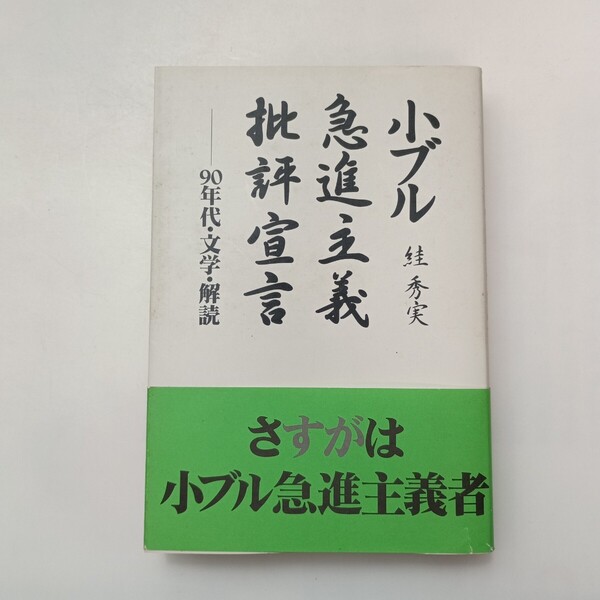 小ブル
急進主義
批評宣言
――90年代・文学・解読
絓秀実
さすがは
小ブル急進主義者